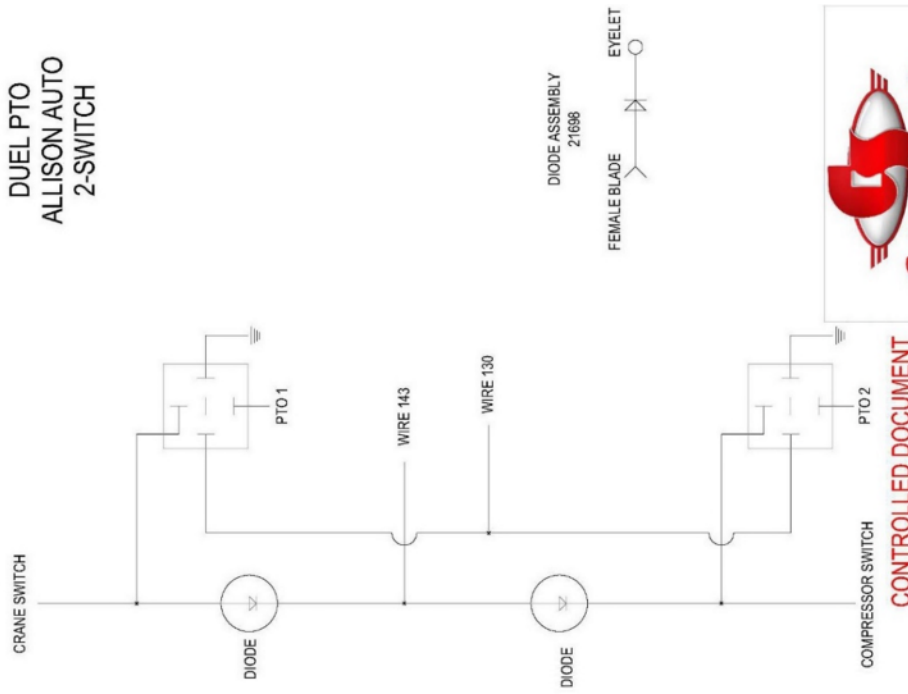 DUEL PTO
ALLISON AUTO
2-SWITCH
CRANE SWITCH
DIODE
PTO 1
WIRE 143
WIRE 130
DIODE
PTO 2
COMPRESSOR SWITCH
DIODE ASSEMBLY
21698
FEMALE BLADE
EYELET
CONTROLLED DOCUMENT